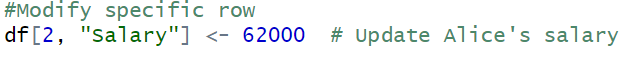 #Modify specific row
df[2, "Salary"] <- 62000  # Update Alice's salary